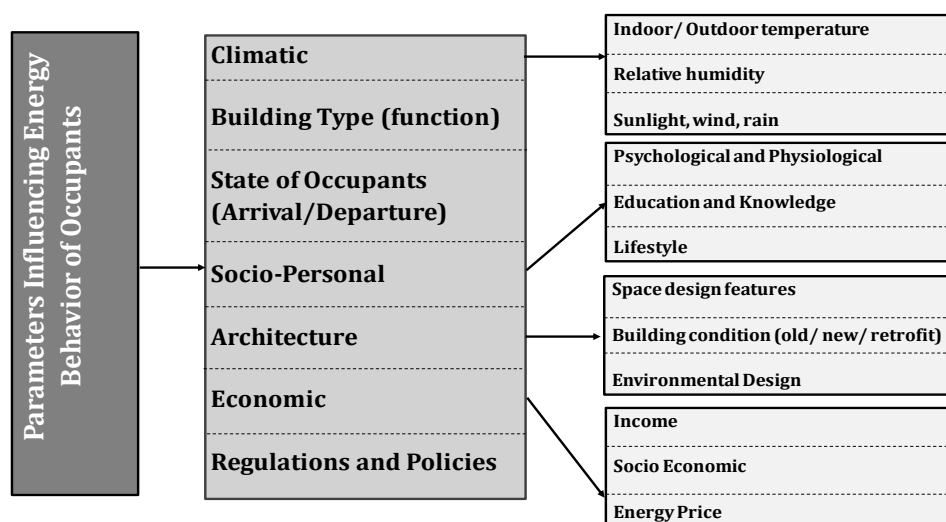 Parameters Influencing Energy
Behavior of Occupants
Climatic
Building Type (function)
State of Occupants
(Arrival/Departure)
Socio-Personal
Architecture
Economic
Regulations and Policies
Indoor/ Outdoor temperature
Relative humidity
Sunlight, wind, rain
Psychological and Physiological
Education and Knowledge
Lifestyle
Space design features
Building condition (old/ new/ retrofit)
Environmental Design
Income
Socio Economic
Energy Price